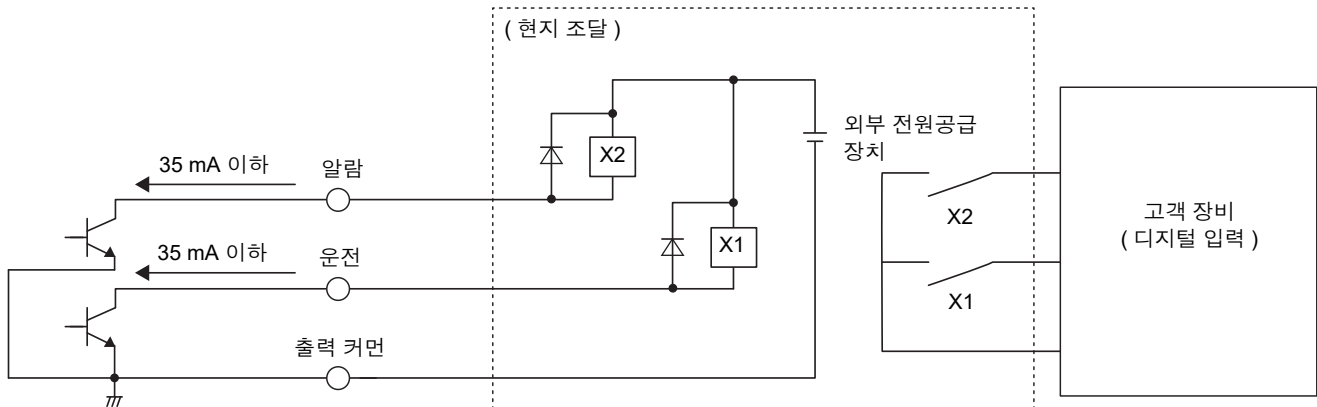 ( 현지 조달 )
외부 전원공급
장치
X2
35 mA 이하
알람
X2
고객 장비
( 디지털 입력 )
X1
35 mA 이하
운전
X1
출력 커먼